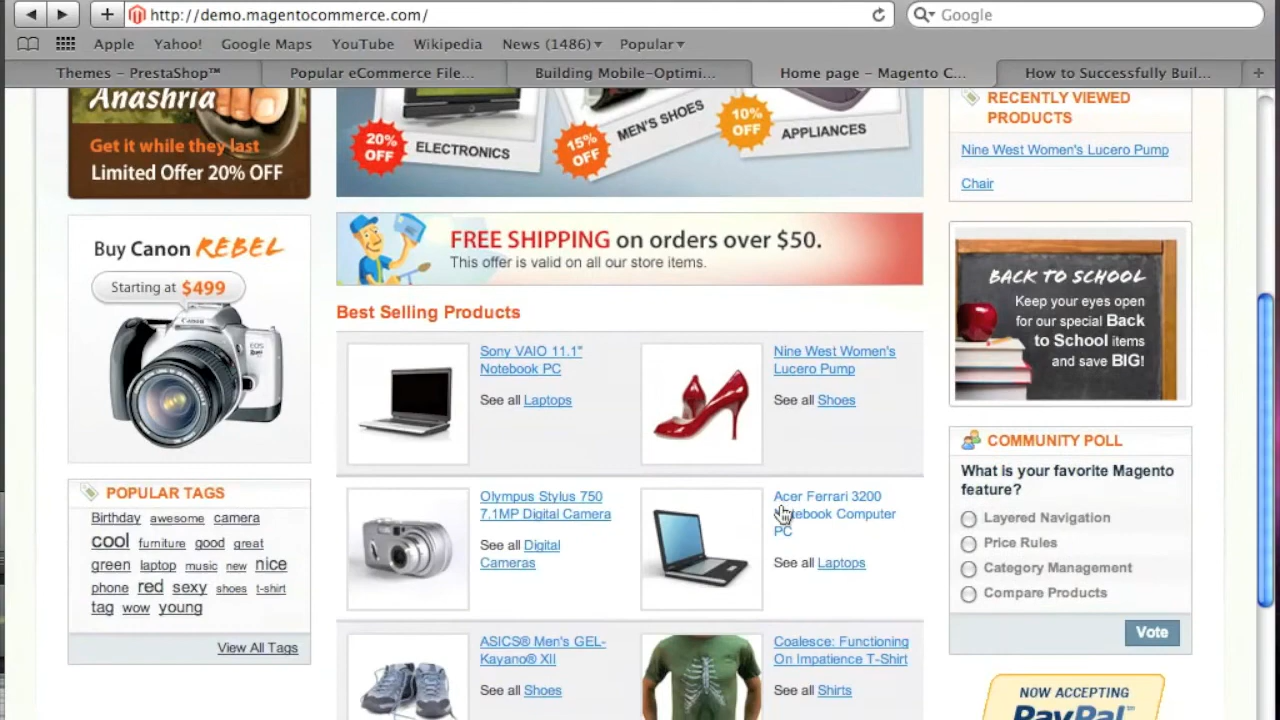 http://demo.magentocommerce.com/
Google
Apple
Yahoo!
Google Maps
YouTube
Wikipedia
News (1486)
Popular
Themes – PrestaShop™
Popular eCommerce File...
Building Mobile-Optimi...
Home page – Magento C...
How to Successfully Buil...
Anashria
Get it while they last
Limited Offer 20% OFF
Buy Canon REBEL
Starting at $499
Canon
EOS
POPULAR TAGS
Birthday awesome camera
cool furniture good great
green laptop music new nice
phone red sexy shoes t-shirt
tag wow young
View All Tags
20%
OFF
ELECTRONICS
15%
OFF
MEN'S SHOES
10%
OFF
APPLIANCES
FREE SHIPPING on orders over $50.
This offer is valid on all our store items.
Best Selling Products
Sony VAIO 11.1"
Notebook PC
See all Laptops
Nine West Women's
Lucero Pump
See all Shoes
Olympus Stylus 750
7.1MP Digital Camera
See all Digital
Cameras
Acer Ferrari 3200
Notebook Computer
PC
See all Laptops
ASICS® Men's GEL-
Kayano® XII
See all Shoes
Coalesce: Functioning
On Impatience T-Shirt
See all Shirts
RECENTLY VIEWED
PRODUCTS
Nine West Women's Lucero Pump
Chair
BACK TO SCHOOL
Keep your eyes open
for our special Back
to School items
and save BIG!
COMMUNITY POLL
What is your favorite Magento
feature?
Layered Navigation
Price Rules
Category Management
Compare Products
Vote
NOW ACCEPTING
PayPal